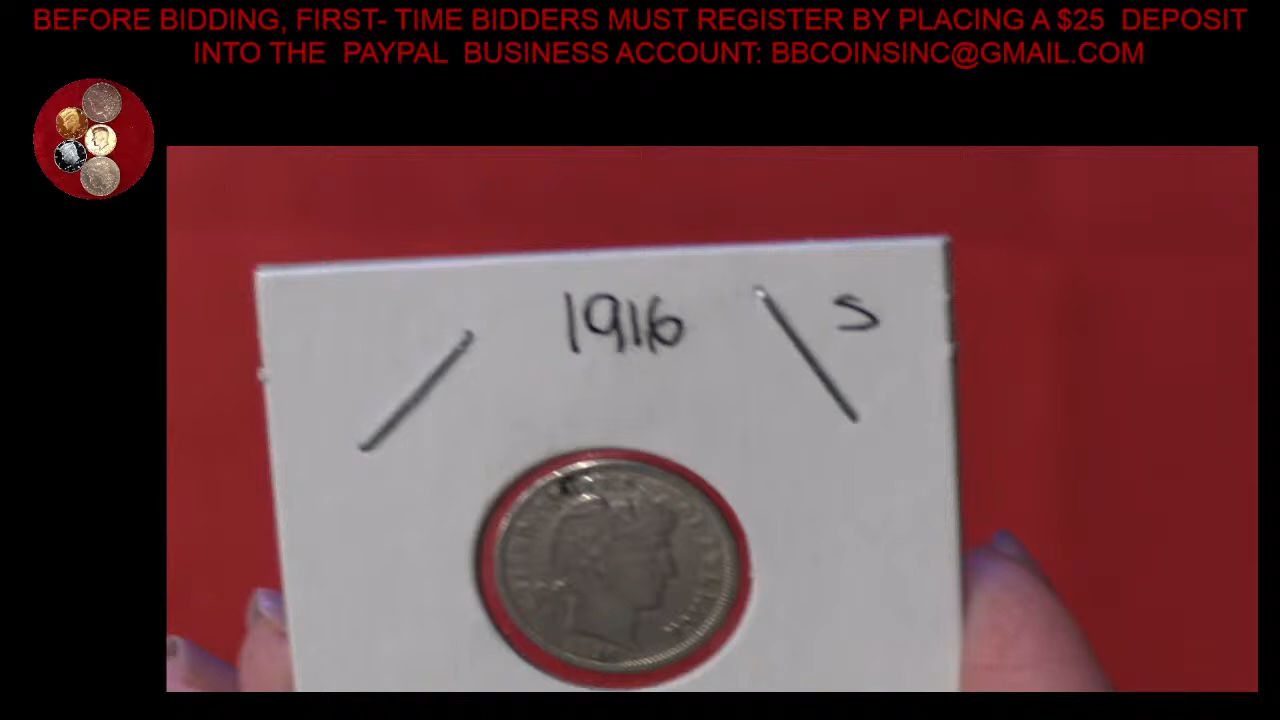 BEFORE BIDDING, FIRST- TIME BIDDERS MUST REGISTER BY PLACING A $25 DEPOSIT
INTO THE PAYPAL BUSINESS ACCOUNT: BBCOINSINC@GMAIL.COM
1916 S